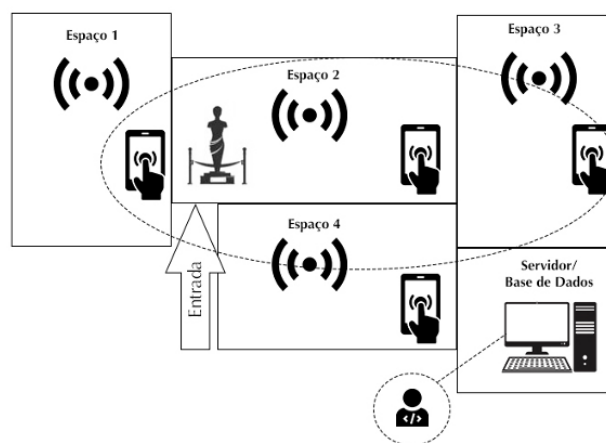 Espaço 1
Espaço 2
Espaço 3
Espaço 4
Entrada
Servidor/
Base de Dados
</>